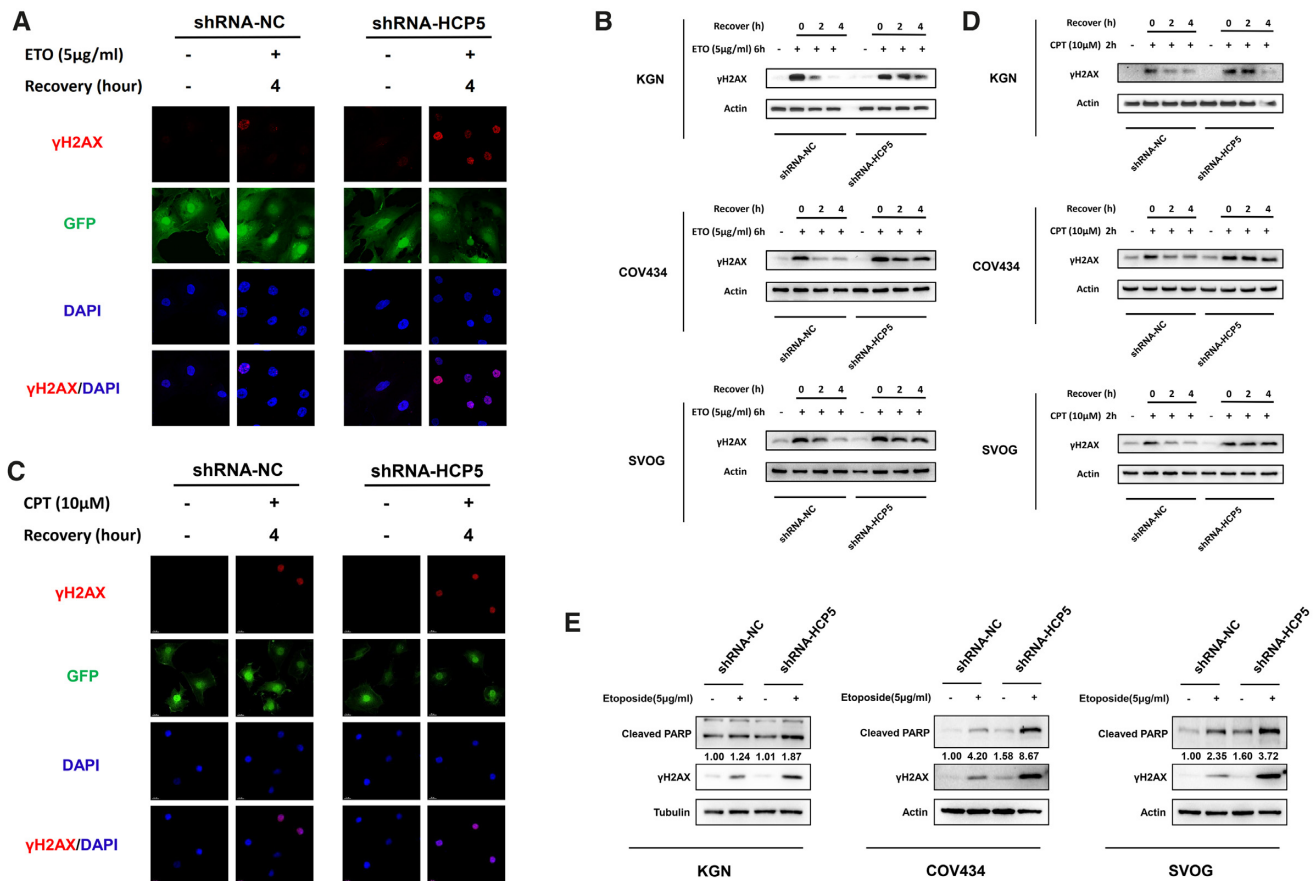 A
shRNA-NC shRNA-HCP5
ETO (5µg/ml) - + - +
Recovery (hour) - 4 - 4
γH2AX
GFP
DAPI
γH2AX/DAPI
B
KGN
Recover (h) 0 2 4 0 2 4
ETO (5µg/ml) 6h - + + + - + + +
γH2AX
Actin
shRNA-NC shRNA-HCP5
COV434
Recover (h) 0 2 4 0 2 4
ETO (5µg/ml) 6h - + + + - + + +
γH2AX
Actin
shRNA-NC shRNA-HCP5
SVOG
Recover (h) 0 2 4 0 2 4
ETO (5µg/ml) 6h - + + + - + + +
γH2AX
Actin
shRNA-NC shRNA-HCP5
C
shRNA-NC shRNA-HCP5
CPT (10µM) - + - +
Recovery (hour) - 4 - 4
γH2AX
GFP
DAPI
γH2AX/DAPI
D
KGN
Recover (h) 0 2 4 0 2 4
CPT (10µM) 2h - + + + - + + +
γH2AX
Actin
shRNA-NC shRNA-HCP5
COV434
Recover (h) 0 2 4 0 2 4
CPT (10µM) 2h - + + + - + + +
γH2AX
Actin
shRNA-NC shRNA-HCP5
SVOG
Recover (h) 0 2 4 0 2 4
CPT (10µM) 2h - + + + - + + +
γH2AX
Actin
shRNA-NC shRNA-HCP5
E
shRNA-NC shRNA-HCP5
Etoposide(5µg/ml) - + - +
Cleaved PARP
1.00 1.24 1.01 1.87
γH2AX
Tubulin
KGN
shRNA-NC shRNA-HCP5
Etoposide(5µg/ml) - + - +
Cleaved PARP
1.00 4.20 1.58 8.67
γH2AX
Actin
COV434
shRNA-NC shRNA-HCP5
Etoposide(5µg/ml) - + - +
Cleaved PARP
1.00 2.35 1.60 3.72
γH2AX
Actin
SVOG